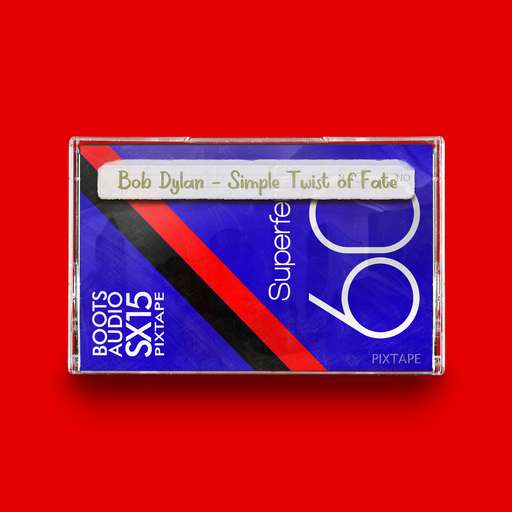 Bob Dylan - Simple Twist of Fate
Superfe
60
BOOTS
AUDIO
SX15
PIXTAPE
PIXTAPE